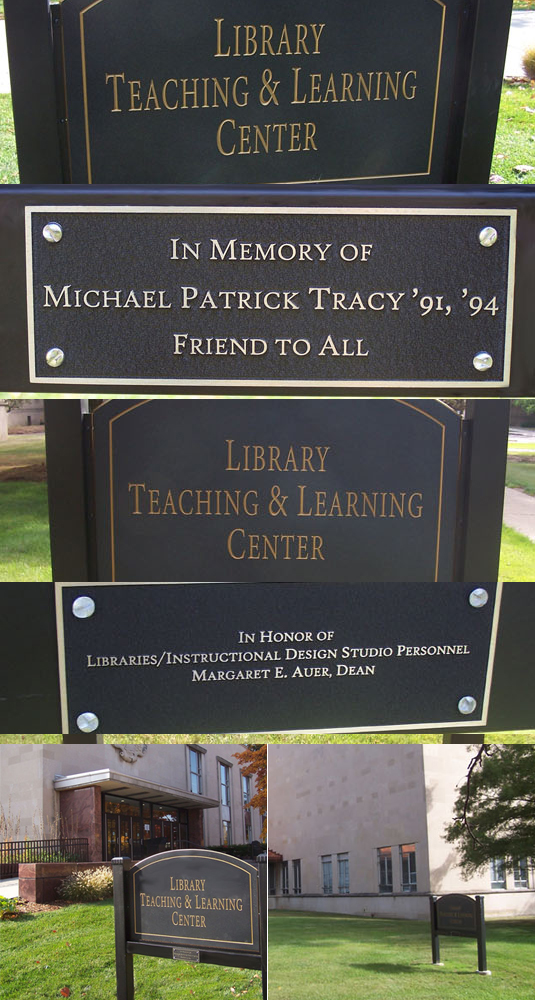 LIBRARY
TEACHING & LEARNING
CENTER
IN MEMORY OF
MICHAEL PATRICK TRACY '91, '94
FRIEND TO ALL
LIBRARY
TEACHING & LEARNING
CENTER
IN HONOR OF
LIBRARIES/INSTRUCTIONAL DESIGN STUDIO PERSONNEL
MARGARET E. AUER, DEAN
LIBRARY
TEACHING & LEARNING
CENTER